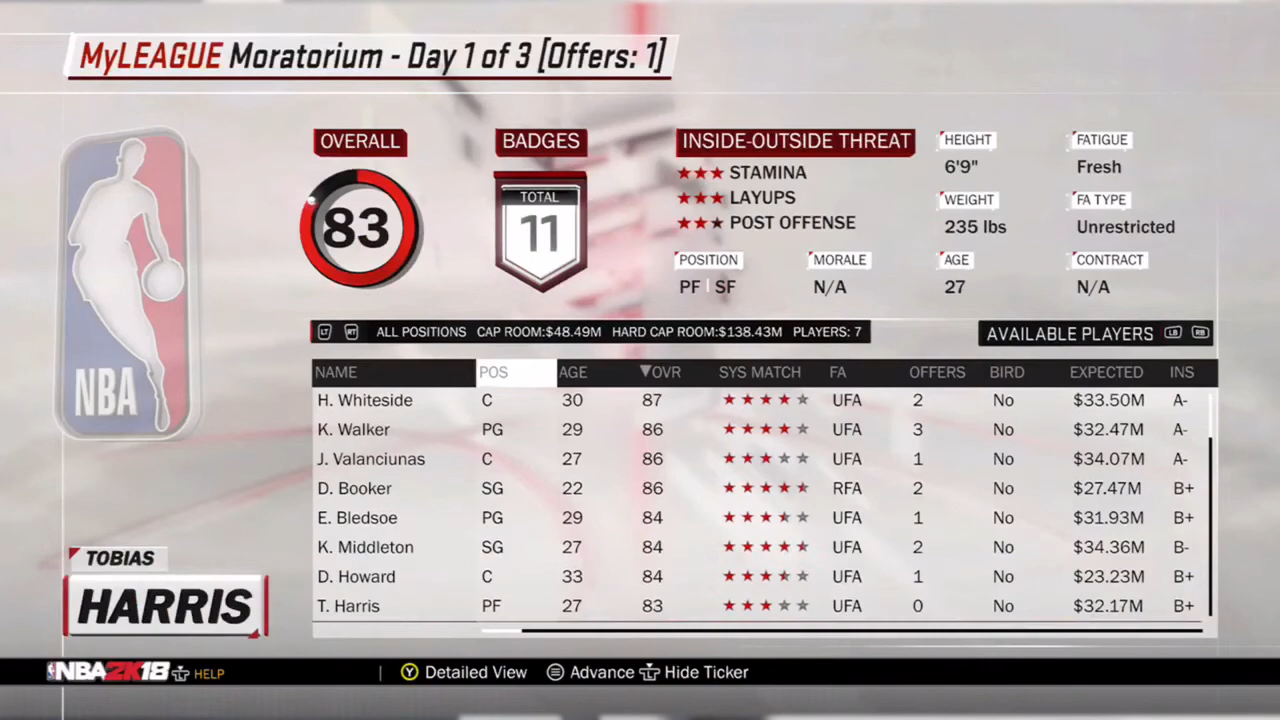 MyLEAGUE Moratorium - Day 1 of 3 [Offers: 1]
OVERALL
83
BADGES
TOTAL
11
INSIDE-OUTSIDE THREAT
STAMINA
LAYUPS
POST OFFENSE
POSITION
PF SF
MORALE
N/A
HEIGHT
6'9"
WEIGHT
235 lbs
AGE
27
FATIGUE
Fresh
FA TYPE
Unrestricted
CONTRACT
N/A
NBA
LT RT ALL POSITIONS CAP ROOM:$48.49M HARD CAP ROOM:$138.43M PLAYERS: 7
AVAILABLE PLAYERS LB RB
NAME POS AGE OVR SYS MATCH FA OFFERS BIRD EXPECTED INS
H. Whiteside C 30 87 UFA 2 No $33.50M A-
K. Walker PG 29 86 UFA 3 No $32.47M A-
J. Valanciunas C 27 86 UFA 1 No $34.07M A-
D. Booker SG 22 86 RFA 2 No $27.47M B+
E. Bledsoe PG 29 84 UFA 1 No $31.93M B+
K. Middleton SG 27 84 UFA 2 No $34.36M B-
D. Howard C 33 84 UFA 1 No $23.23M B+
T. Harris PF 27 83 UFA 0 No $32.17M B+
TOBIAS
HARRIS
NBA2K18 HELP | Y Detailed View Advance Hide Ticker